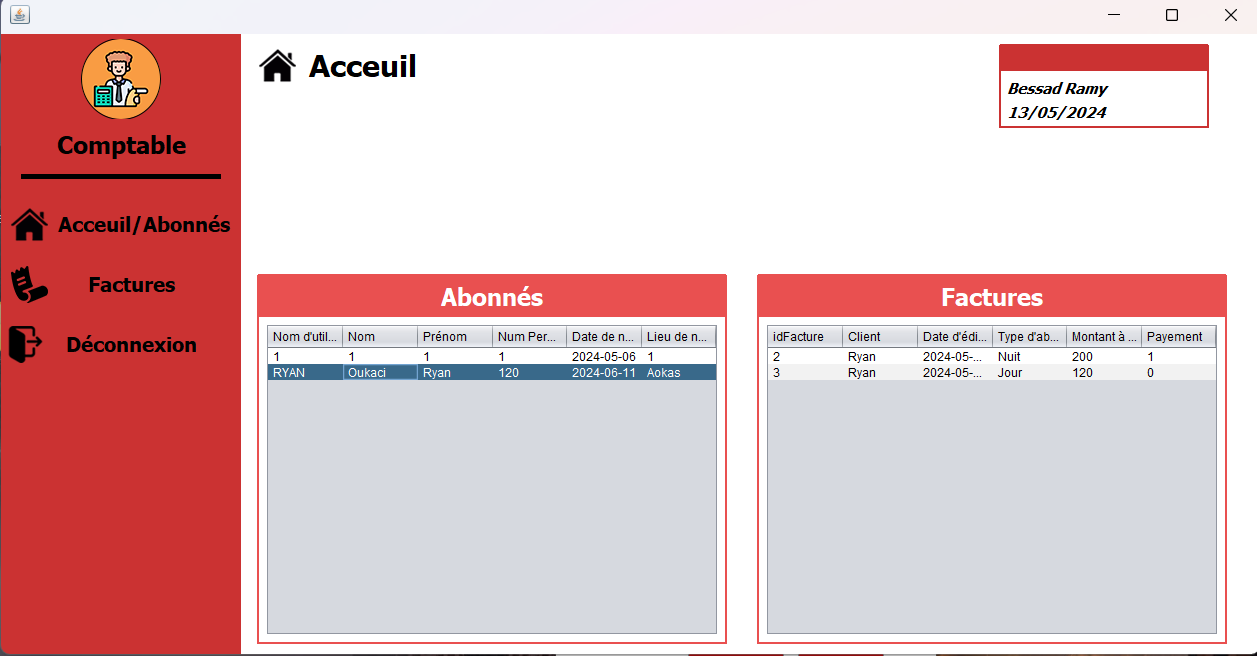 Comptable
Acceuil/Abonnés
Factures
Déconnexion
Acceuil
Bessad Ramy
13/05/2024
Abonnés
Nom d'util... Nom Prénom Num Per... Date de n... Lieu de n...
1 1 1 1 2024-05-06 1
RYAN Oukaci Ryan 120 2024-06-11 Aokas
Factures
idFacture Client Date d'édi... Type d'ab... Montant à ... Payement
2 Ryan 2024-05-... Nuit 200 1
3 Ryan 2024-05-... Jour 120 0